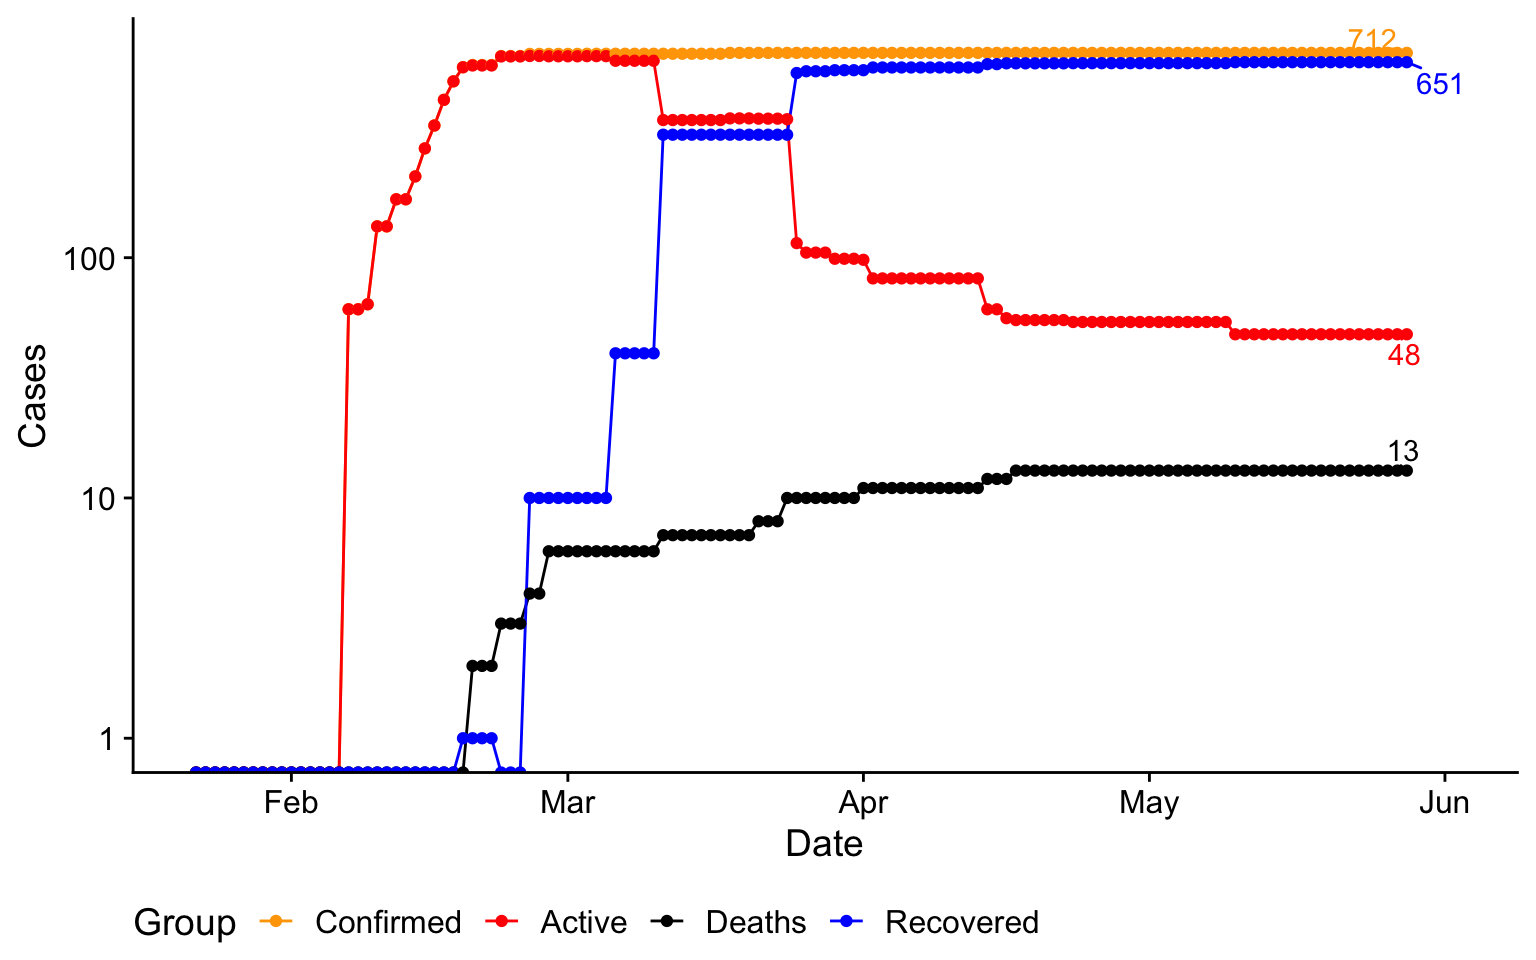 712
651
100
48
13
10
1
Cases
Feb Mar Apr May Jun
Date
Group Confirmed Active Deaths Recovered